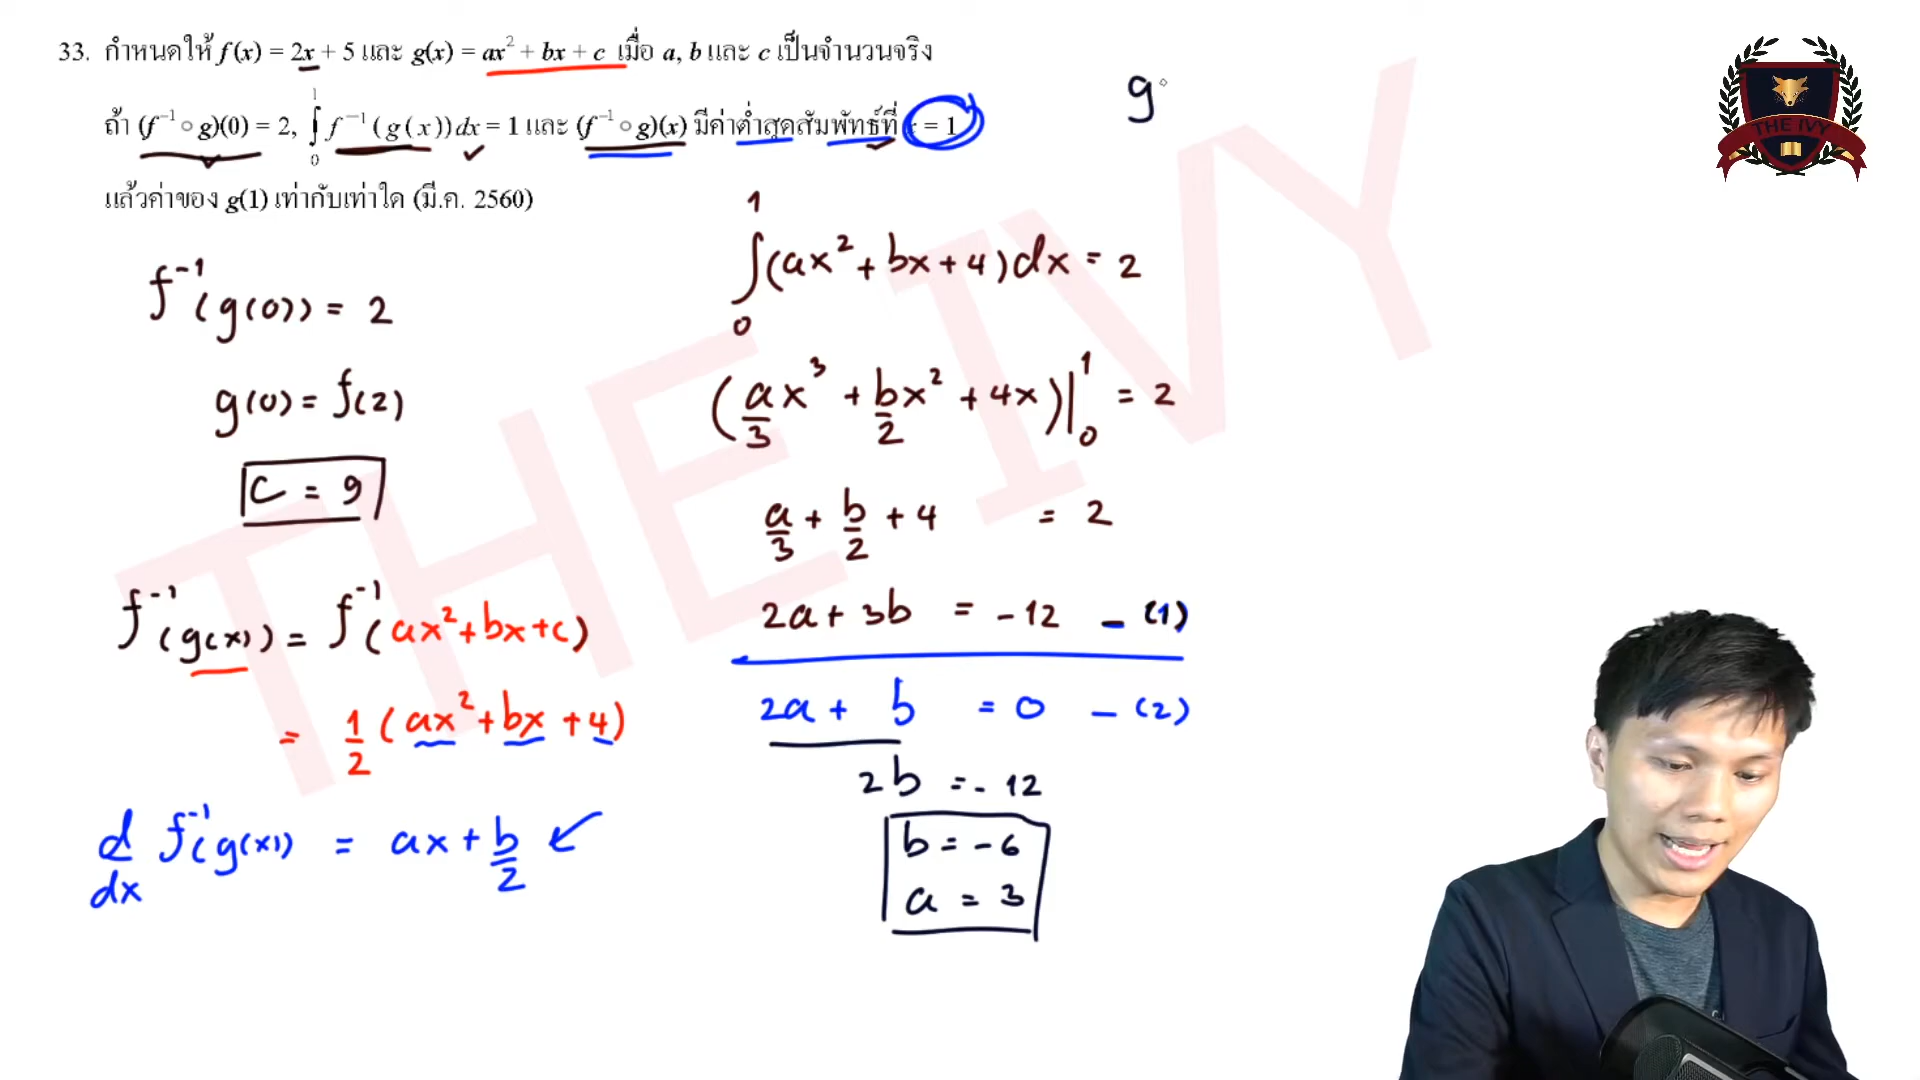 33. กำหนดให้ f(x) = 2x + 5 และ g(x) = ax² + bx + c เมื่อ a, b และ c เป็นจำนวนจริง
ถ้า (f⁻¹ ∘ g)(0) = 2, ∫₀¹ f⁻¹(g(x))dx = 1 และ (f⁻¹ ∘ g)(x) มีค่าต่ำสุดสัมพัทธ์ที่ = 1
แล้วค่าของ g(1) เท่ากับเท่าใด (มี.ค. 2560)
f⁻¹(g(0)) = 2
g(0) = f(2)
c = 9
f⁻¹(g(x)) = f⁻¹(ax²+bx+c)
= 1/2 (ax²+bx+4)
d/dx f⁻¹(g(x)) = ax + b/2
∫₀¹ (ax²+bx+4)dx = 2
(a/3 x³ + b/2 x² + 4x)|₀¹ = 2
a/3 + b/2 + 4 = 2
2a + 3b = -12 – (1)
2a + b = 0 – (2)
2b = -12
b = -6
a = 3
g
THE IVY
THE IVY